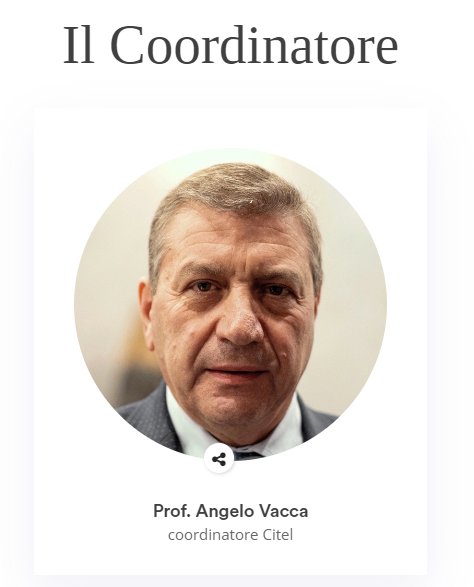 Il Coordinatore
Prof. Angelo Vacca
coordinatore Citel